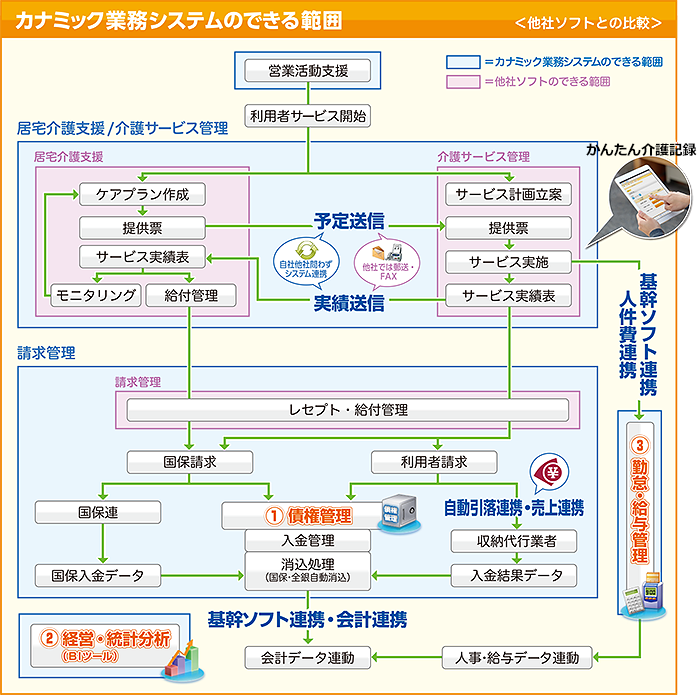 カナミック業務システムのできる範囲
＜他社ソフトとの比較＞
営業活動支援
＝カナミック業務システムのできる範囲
＝他社ソフトのできる範囲
利用者サービス開始
居宅介護支援/介護サービス管理
かんたん介護記録
居宅介護支援
介護サービス管理
ケアプラン作成
サービス計画立案
提供票
予定送信
提供票
サービス実績表
自社他社問わず
システム連携
他社では郵送・
FAX
サービス実施
モニタリング
給付管理
実績送信
サービス実績表
基幹ソフト連携
人件費連携
請求管理
請求管理
レセプト・給付管理
国保請求
利用者請求
③勤怠・給与管理
国保連
①債権管理
債権
管理
自動引落連携・売上連携
入金管理
収納代行業者
国保入金データ
消込処理
（国保・全銀自動消込）
入金結果データ
基幹ソフト連携・会計連携
②経営・統計分析
（BIツール）
会計データ連動
人事・給与データ連動